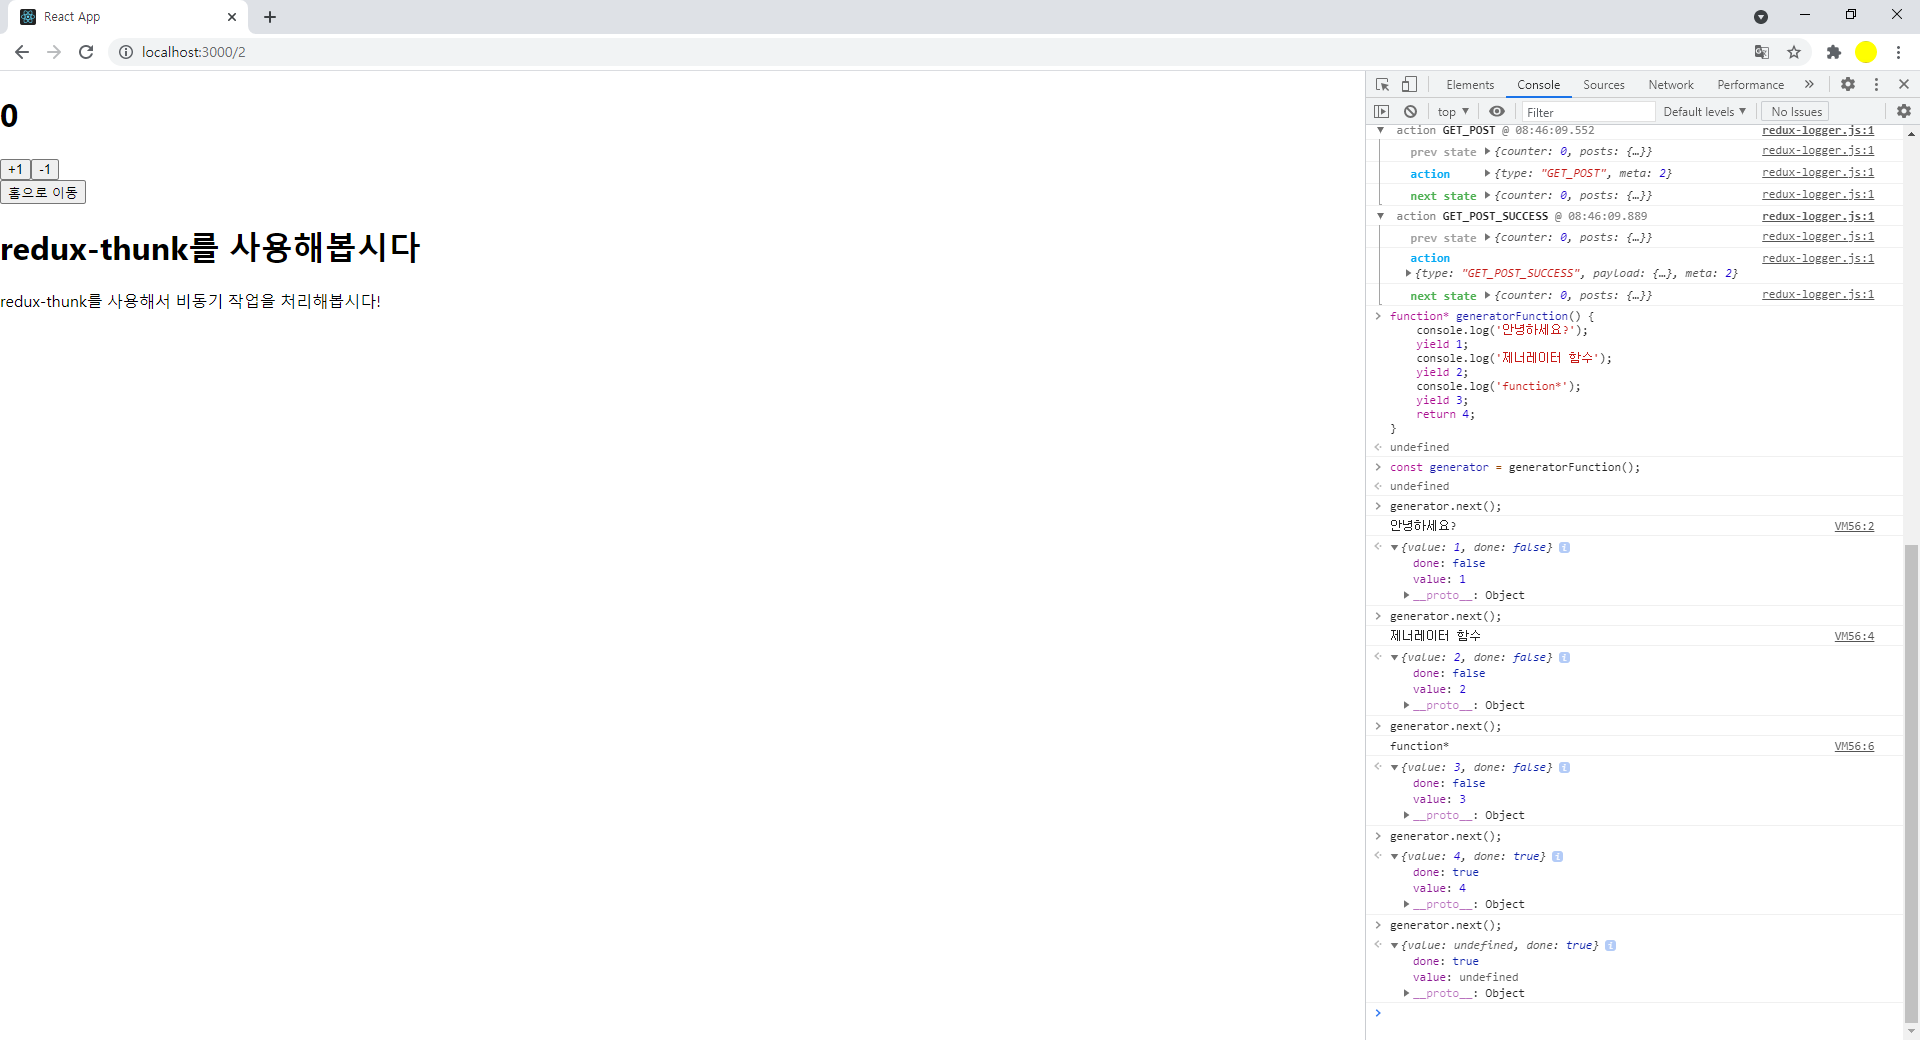 React App
localhost:3000/2
0
+1 -1
홈으로 이동
redux-thunk를 사용해봅시다
redux-thunk를 사용해서 비동기 작업을 처리해봅시다!
Elements Console Sources Network Performance
top Filter Default levels No Issues
action GET_POST @ 08:46:09.552 redux-logger.js:1
prev state {counter: 0, posts: {…}} redux-logger.js:1
action {type: "GET_POST", meta: 2} redux-logger.js:1
next state {counter: 0, posts: {…}} redux-logger.js:1
action GET_POST_SUCCESS @ 08:46:09.889 redux-logger.js:1
prev state {counter: 0, posts: {…}} redux-logger.js:1
action redux-logger.js:1
{type: "GET_POST_SUCCESS", payload: {…}, meta: 2}
next state {counter: 0, posts: {…}} redux-logger.js:1
function* generatorFunction() {
console.log('안녕하세요?');
yield 1;
console.log('제너레이터 함수');
yield 2;
console.log('function*');
yield 3;
return 4;
}
undefined
const generator = generatorFunction();
undefined
generator.next();
안녕하세요? VM56:2
{value: 1, done: false}
done: false
value: 1
__proto__: Object
generator.next();
제너레이터 함수 VM56:4
{value: 2, done: false}
done: false
value: 2
__proto__: Object
generator.next();
function* VM56:6
{value: 3, done: false}
done: false
value: 3
__proto__: Object
generator.next();
{value: 4, done: true}
done: true
value: 4
__proto__: Object
generator.next();
{value: undefined, done: true}
done: true
value: undefined
__proto__: Object